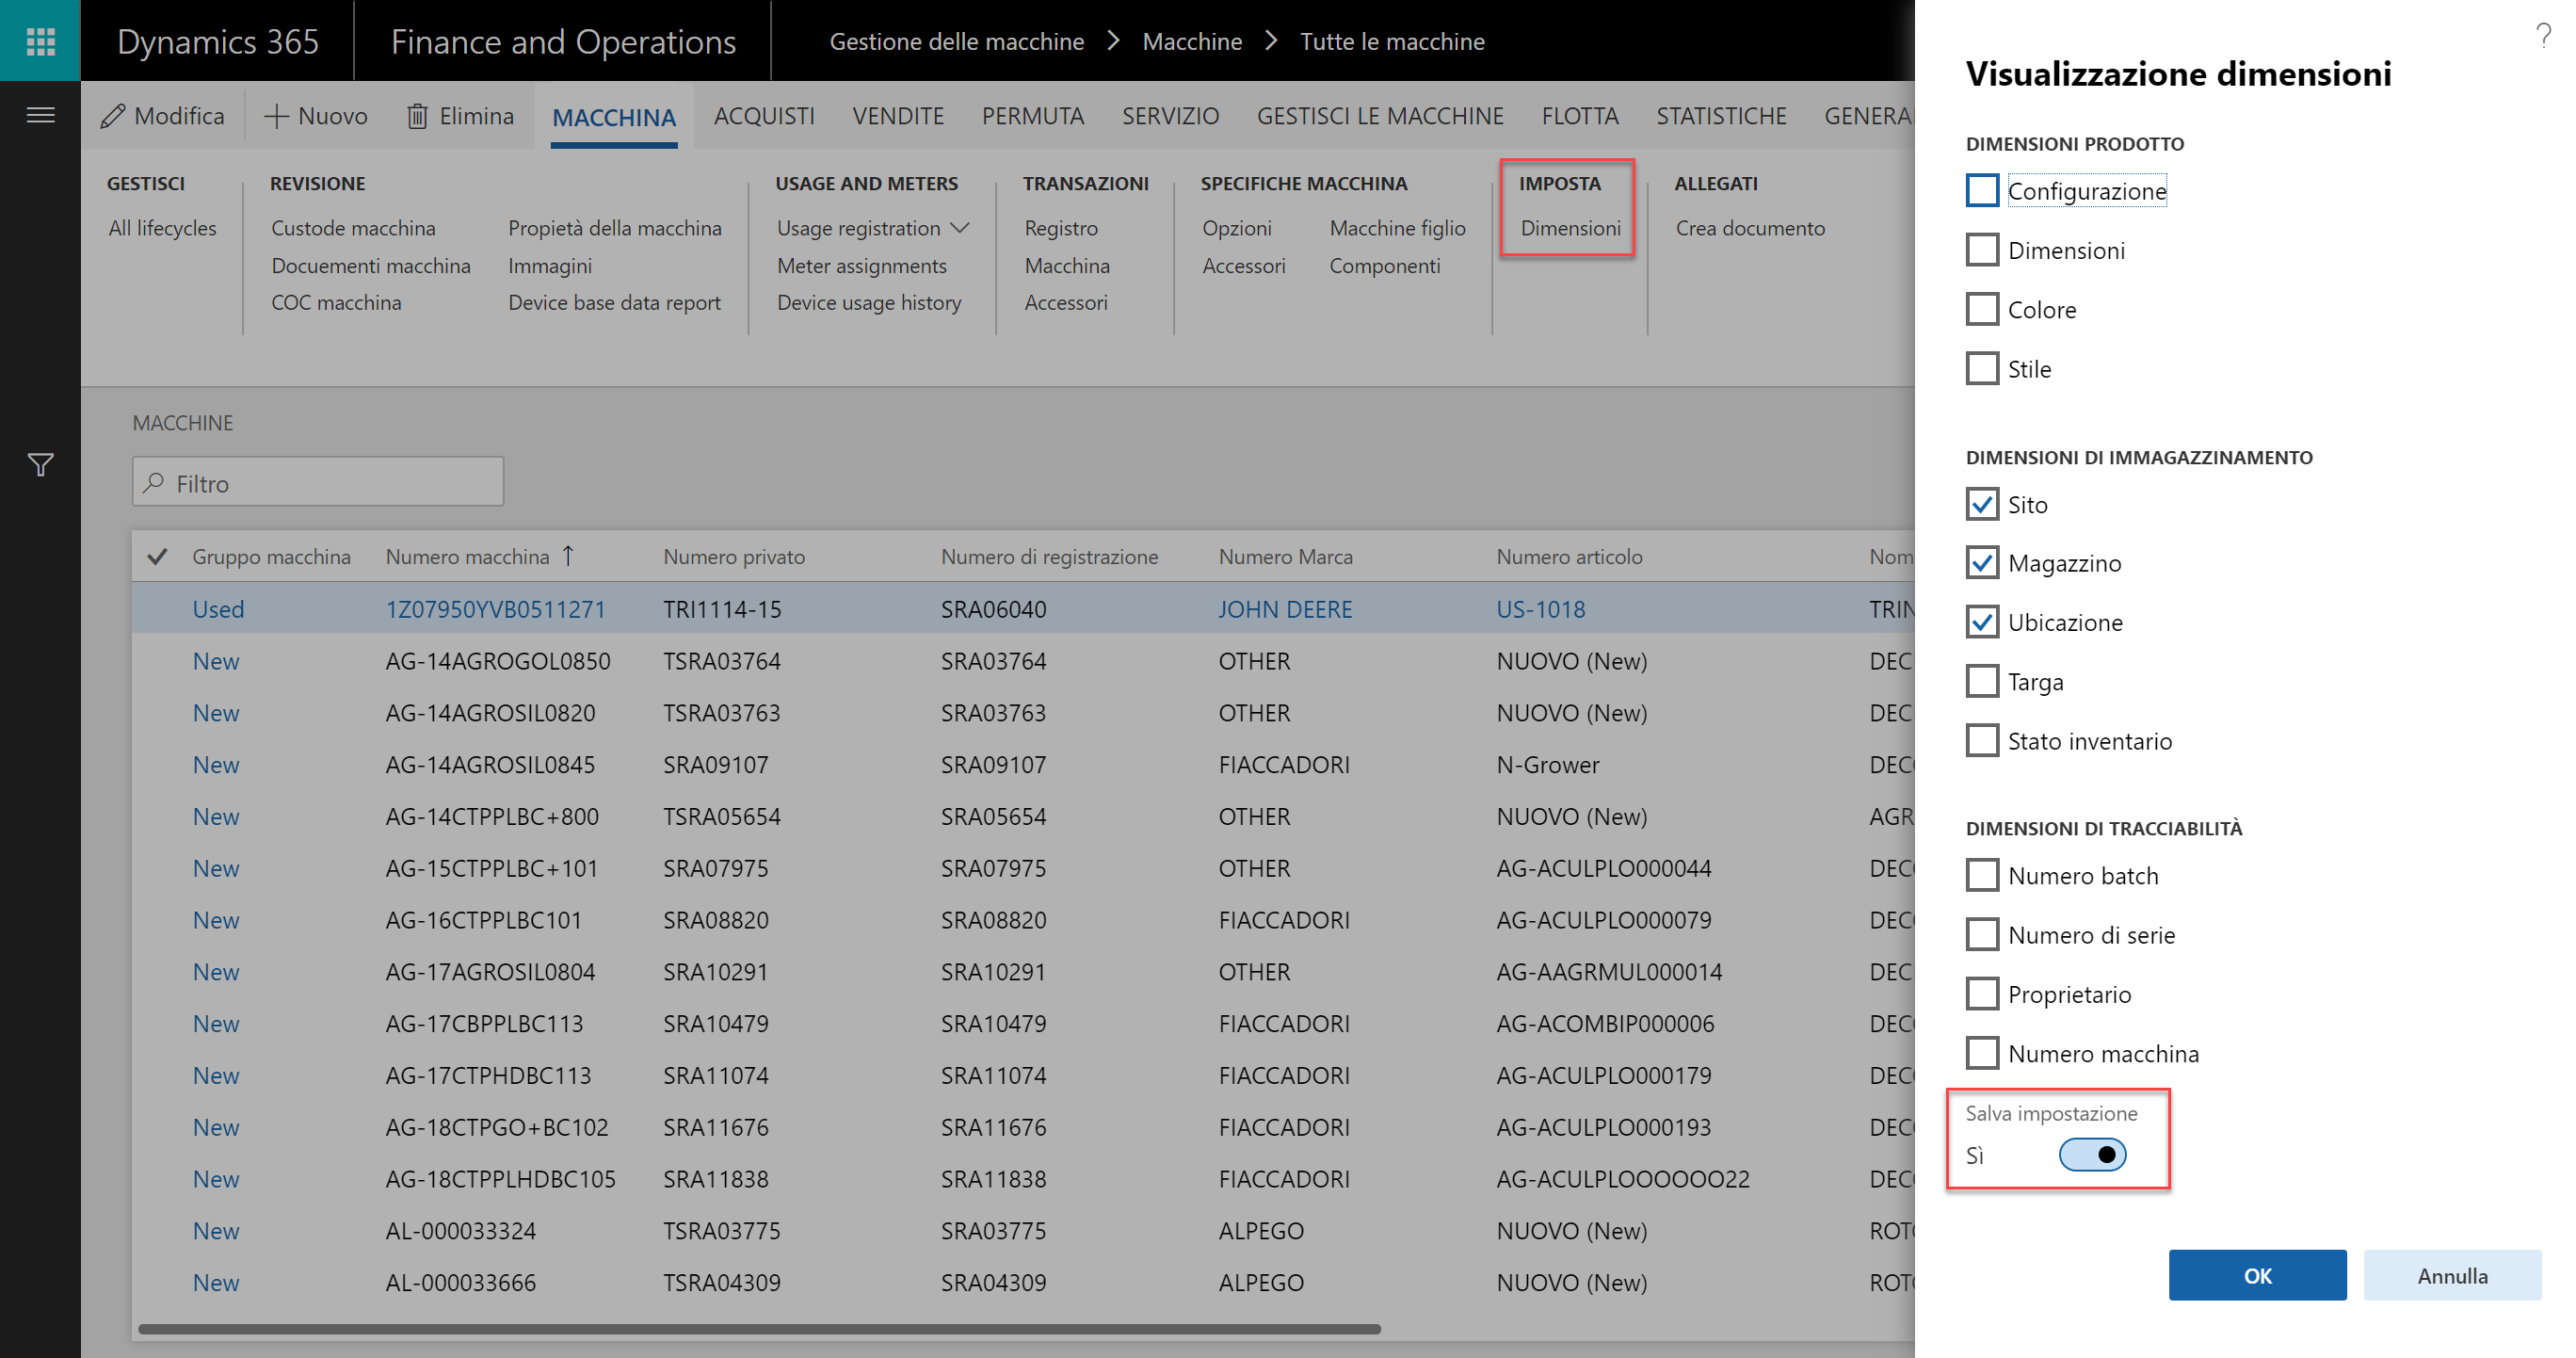 Dynamics 365 Finance and Operations Gestione delle macchine > Macchine > Tutte le macchine
?
Modifica Nuovo Elimina MACCHINA ACQUISTI VENDITE PERMUTA SERVIZIO GESTISCI LE MACCHINE FLOTTA STATISTICHE GENERA
GESTISCI REVISIONE USAGE AND METERS TRANSAZIONI SPECIFICHE MACCHINA IMPOSTA ALLEGATI
All lifecycles Custode macchina Propietà della macchina Usage registration Registro Opzioni Macchine figlio Dimensioni Crea documento
Docuementi macchina Immagini Meter assignments Macchina Accessori Componenti
COC macchina Device base data report Device usage history Accessori
MACCHINE
Filtro
Gruppo macchina Numero macchina ↑ Numero privato Numero di registrazione Numero Marca Numero articolo Nom
Used 1Z07950YVB0511271 TRI1114-15 SRA06040 JOHN DEERE US-1018 TRIN
New AG-14AGROGOL0850 TSRA03764 SRA03764 OTHER NUOVO (New) DEC
New AG-14AGROSIL0820 TSRA03763 SRA03763 OTHER NUOVO (New) DEC
New AG-14AGROSIL0845 SRA09107 SRA09107 FIACCADORI N-Grower DEC
New AG-14CTPPLBC+800 TSRA05654 SRA05654 OTHER NUOVO (New) AGR
New AG-15CTPPLBC+101 SRA07975 SRA07975 OTHER AG-ACULPLO000044 DEC
New AG-16CTPPLBC101 SRA08820 SRA08820 FIACCADORI AG-ACULPLO000079 DEC
New AG-17AGROSIL0804 SRA10291 SRA10291 OTHER AG-AAGRMUL000014 DEC
New AG-17CBPPLBC113 SRA10479 SRA10479 FIACCADORI AG-ACOMBIP000006 DEC
New AG-17CTPHDBC113 SRA11074 SRA11074 FIACCADORI AG-ACULPLO000179 DEC
New AG-18CTPGO+BC102 SRA11676 SRA11676 FIACCADORI AG-ACULPLO000193 DEC
New AG-18CTPPLHDBC105 SRA11838 SRA11838 FIACCADORI AG-ACULPLOOOOOO22 DEC
New AL-000033324 TSRA03775 SRA03775 ALPEGO NUOVO (New) ROT
New AL-000033666 TSRA04309 SRA04309 ALPEGO NUOVO (New) ROT
Visualizzazione dimensioni
DIMENSIONI PRODOTTO
Configurazione
Dimensioni
Colore
Stile
DIMENSIONI DI IMMAGAZZINAMENTO
Sito
Magazzino
Ubicazione
Targa
Stato inventario
DIMENSIONI DI TRACCIABILITÀ
Numero batch
Numero di serie
Proprietario
Numero macchina
Salva impostazione
Sì
OK Annulla